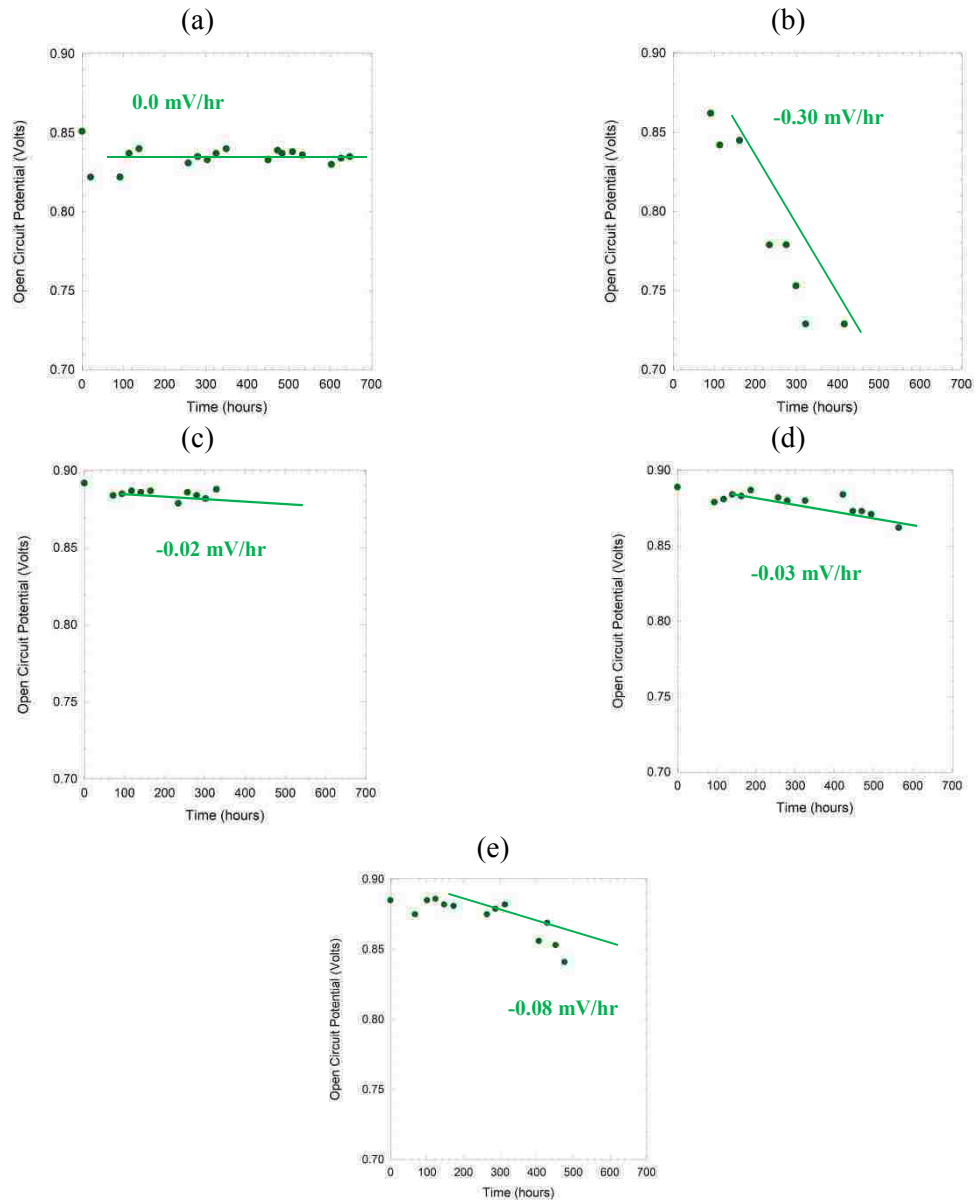 (a)
0.90
0.85
0.80
0.75
0.70
Open Circuit Potential (Volts)
0.0 mV/hr
0 100 200 300 400 500 600 700
Time (hours)
(b)
0.90
0.85
0.80
0.75
0.70
Open Circuit Potential (Volts)
-0.30 mV/hr
0 100 200 300 400 500 600 700
Time (hours)
(c)
0.90
0.85
0.80
0.75
0.70
Open Circuit Potential (Volts)
-0.02 mV/hr
0 100 200 300 400 500 600 700
Time (hours)
(d)
0.90
0.85
0.80
0.75
0.70
Open Circuit Potential (Volts)
-0.03 mV/hr
0 100 200 300 400 500 600 700
Time (hours)
(e)
0.90
0.85
0.80
0.75
0.70
Open Circuit Potential (Volts)
-0.08 mV/hr
0 100 200 300 400 500 600 700
Time (hours)